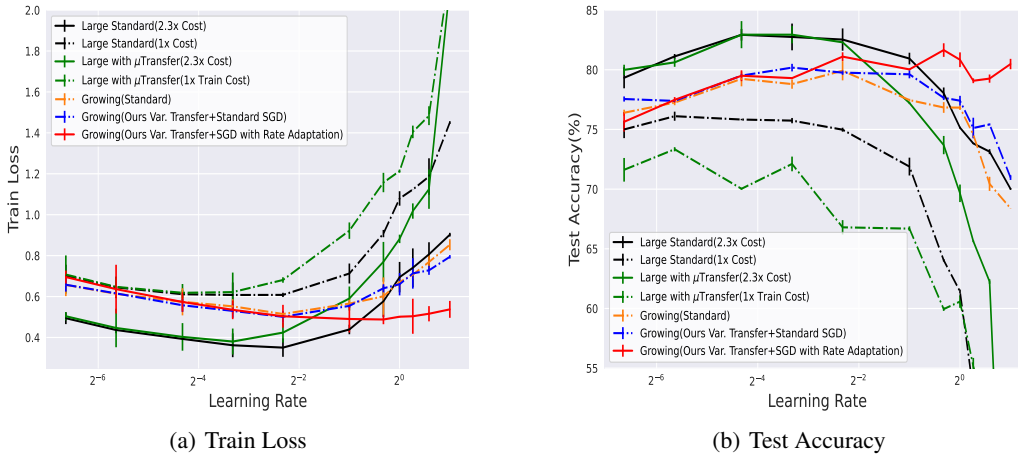 2.0
1.8
1.6
1.4
1.2
1.0
0.8
0.6
0.4
Train Loss
Large Standard(2.3x Cost)
Large Standard(1x Cost)
Large with μTransfer(2.3x Cost)
Large with μTransfer(1x Train Cost)
Growing(Standard)
Growing(Ours Var. Transfer+Standard SGD)
Growing(Ours Var. Transfer+SGD with Rate Adaptation)
2⁻⁶ 2⁻⁴ 2⁻² 2⁰
Learning Rate
(a) Train Loss
85
80
75
70
65
60
55
Test Accuracy(%)
Large Standard(2.3x Cost)
Large Standard(1x Cost)
Large with μTransfer(2.3x Cost)
Large with μTransfer(1x Train Cost)
Growing(Standard)
Growing(Ours Var. Transfer+Standard SGD)
Growing(Ours Var. Transfer+SGD with Rate Adaptation)
2⁻⁶ 2⁻⁴ 2⁻² 2⁰
Learning Rate
(b) Test Accuracy